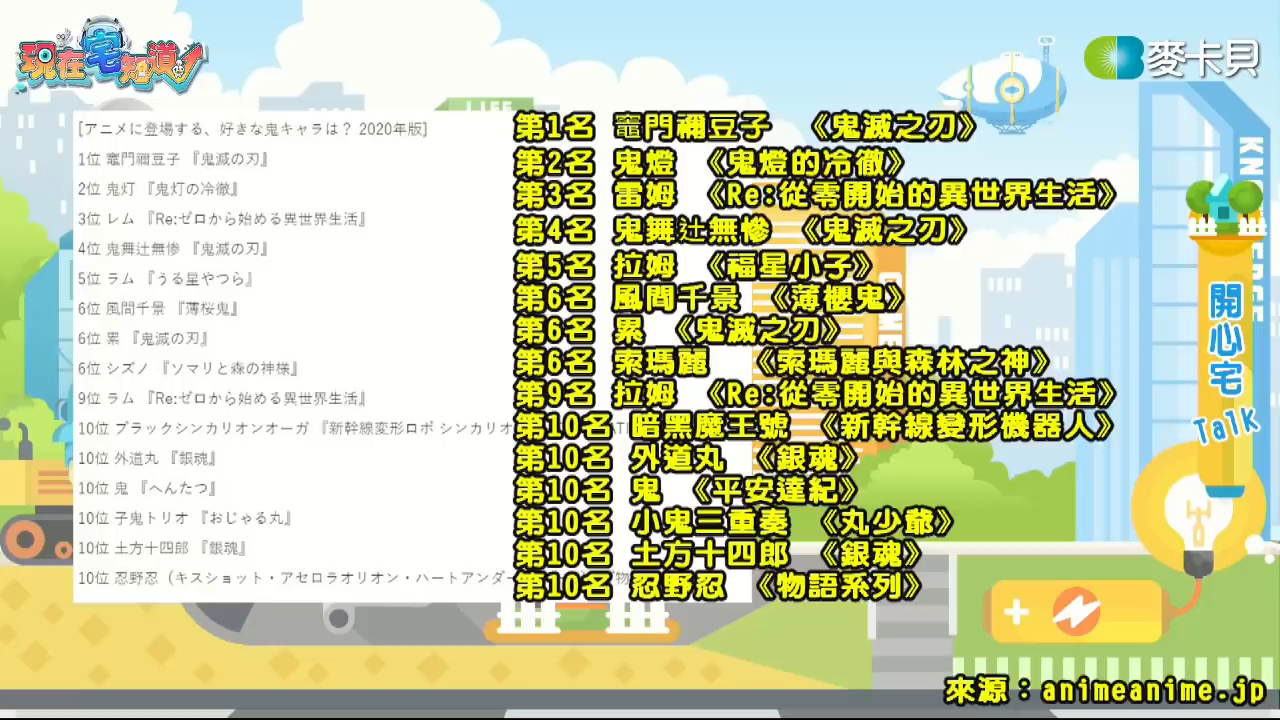 現在宅知道
麥卡貝
LIFE
[アニメに登場する、好きな鬼キャラは？ 2020年版]
1位 竈門禰豆子 『鬼滅の刃』
2位 鬼灯 『鬼灯の冷徹』
3位 レム 『Re:ゼロから始める異世界生活』
4位 鬼舞辻無惨 『鬼滅の刃』
5位 ラム 『うる星やつら』
6位 風間千景 『薄桜鬼』
6位 累 『鬼滅の刃』
6位 シズノ 『ソマリと森の神様』
9位 ラム 『Re:ゼロから始める異世界生活』
10位 ブラックシンカリオンオーガ 『新幹線変形ロボ シンカリオ
10位 外道丸 『銀魂』
10位 鬼 『へんたつ』
10位 子鬼トリオ 『おじゃる丸』
10位 土方十四郎 『銀魂』
10位 忍野忍（キスショット・アセロラオリオン・ハートアンダー
第1名 竈門禰豆子 《鬼滅之刃》
第2名 鬼燈 《鬼燈的冷徹》
第3名 雷姆 《Re:從零開始的異世界生活》
第4名 鬼舞辻無慘 《鬼滅之刃》
第5名 拉姆 《福星小子》
第6名 風間千景 《薄櫻鬼》
第6名 累 《鬼滅之刃》
第6名 索瑪麗 《索瑪麗與森林之神》
第9名 拉姆 《Re:從零開始的異世界生活》
第10名 暗黑魔王號 《新幹線變形機器人》
第10名 外道丸 《銀魂》
第10名 鬼 《平安達紀》
第10名 小鬼三重奏 《丸少爺》
第10名 土方十四郎 《銀魂》
第10名 忍野忍 《物語系列》
開心宅
Talk
來源：animeanime.jp